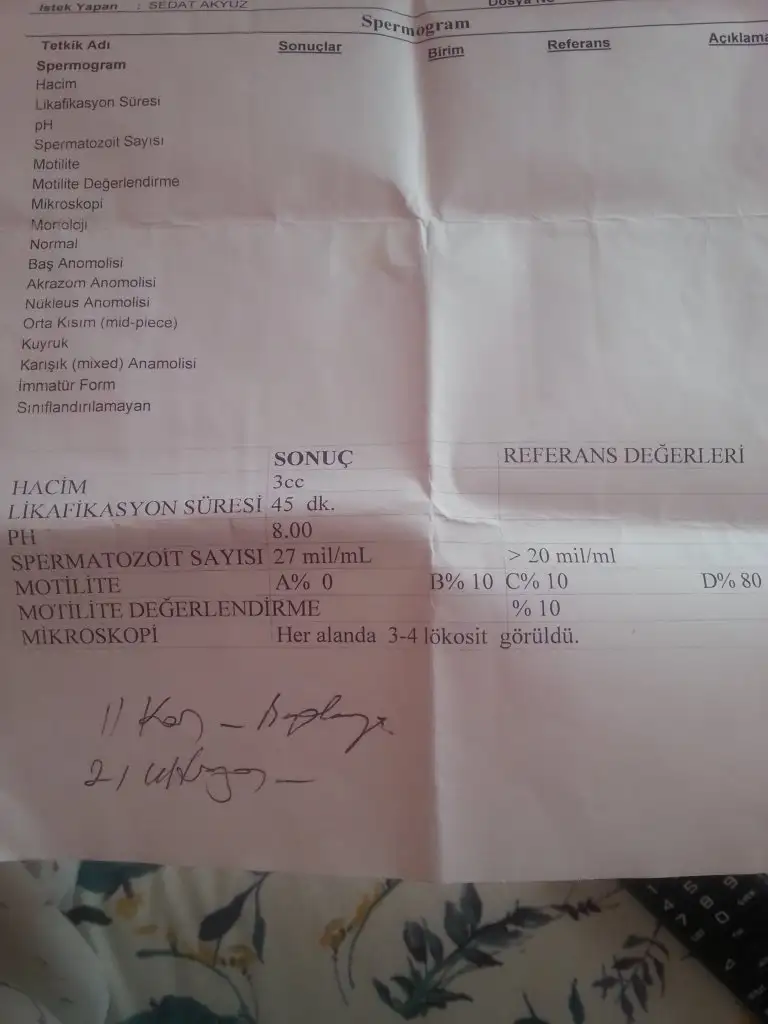 İstek Yapan : SEDAT AKYUZ Dosya No
Spermogram
Tetkik Adı Sonuçlar Birim Referans Açıklama
Spermogram
Hacim
Likafikasyon Süresi
pH
Spermatozoit Sayısı
Motilite
Motilite Değerlendirme
Mikroskopi
Morfoloji
Normal
Baş Anomolisi
Akrazom Anomolisi
Nükleus Anomolisi
Orta Kısım (mid-piece)
Kuyruk
Karışık (mixed) Anamolisi
İmmatür Form
Sınıflandırılamayan
SONUÇ REFERANS DEĞERLERİ
HACİM 3cc
LİKAFİKASYON SÜRESİ 45 dk.
PH 8.00
SPERMATOZOİT SAYISI 27 mil/mL > 20 mil/ml
MOTİLİTE A% 0 B% 10 C% 10 D% 80
MOTİLİTE DEĞERLENDİRME % 10
MİKROSKOPİ Her alanda 3-4 lökosit görüldü.